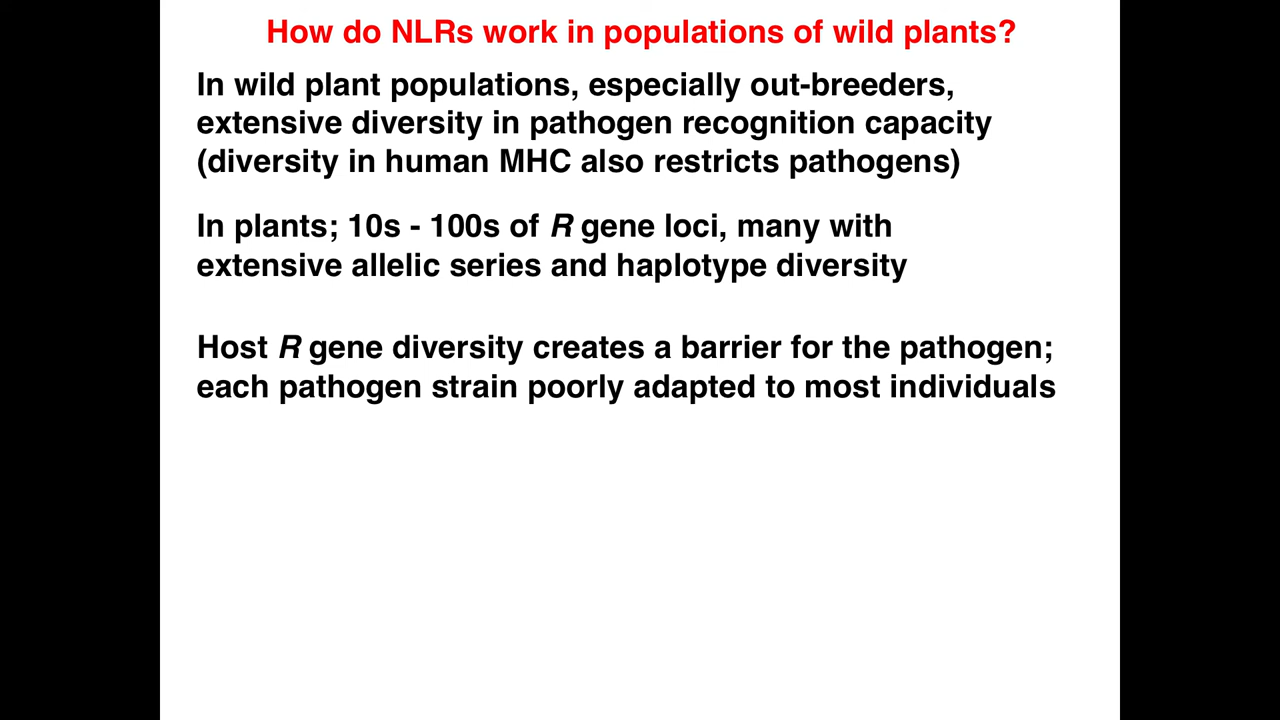 How do NLRs work in populations of wild plants?
In wild plant populations, especially out-breeders,
extensive diversity in pathogen recognition capacity
(diversity in human MHC also restricts pathogens)
In plants; 10s - 100s of R gene loci, many with
extensive allelic series and haplotype diversity
Host R gene diversity creates a barrier for the pathogen;
each pathogen strain poorly adapted to most individuals